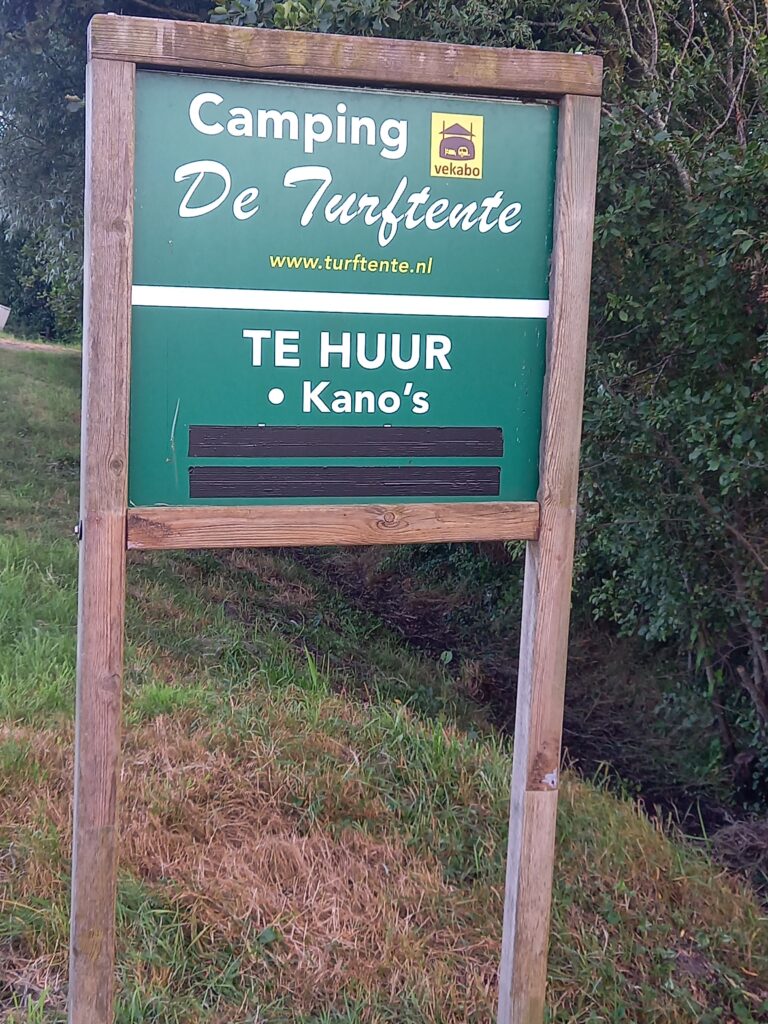 Camping
vekabo
De Turftente
www.turftente.nl
TE HUUR
• Kano's